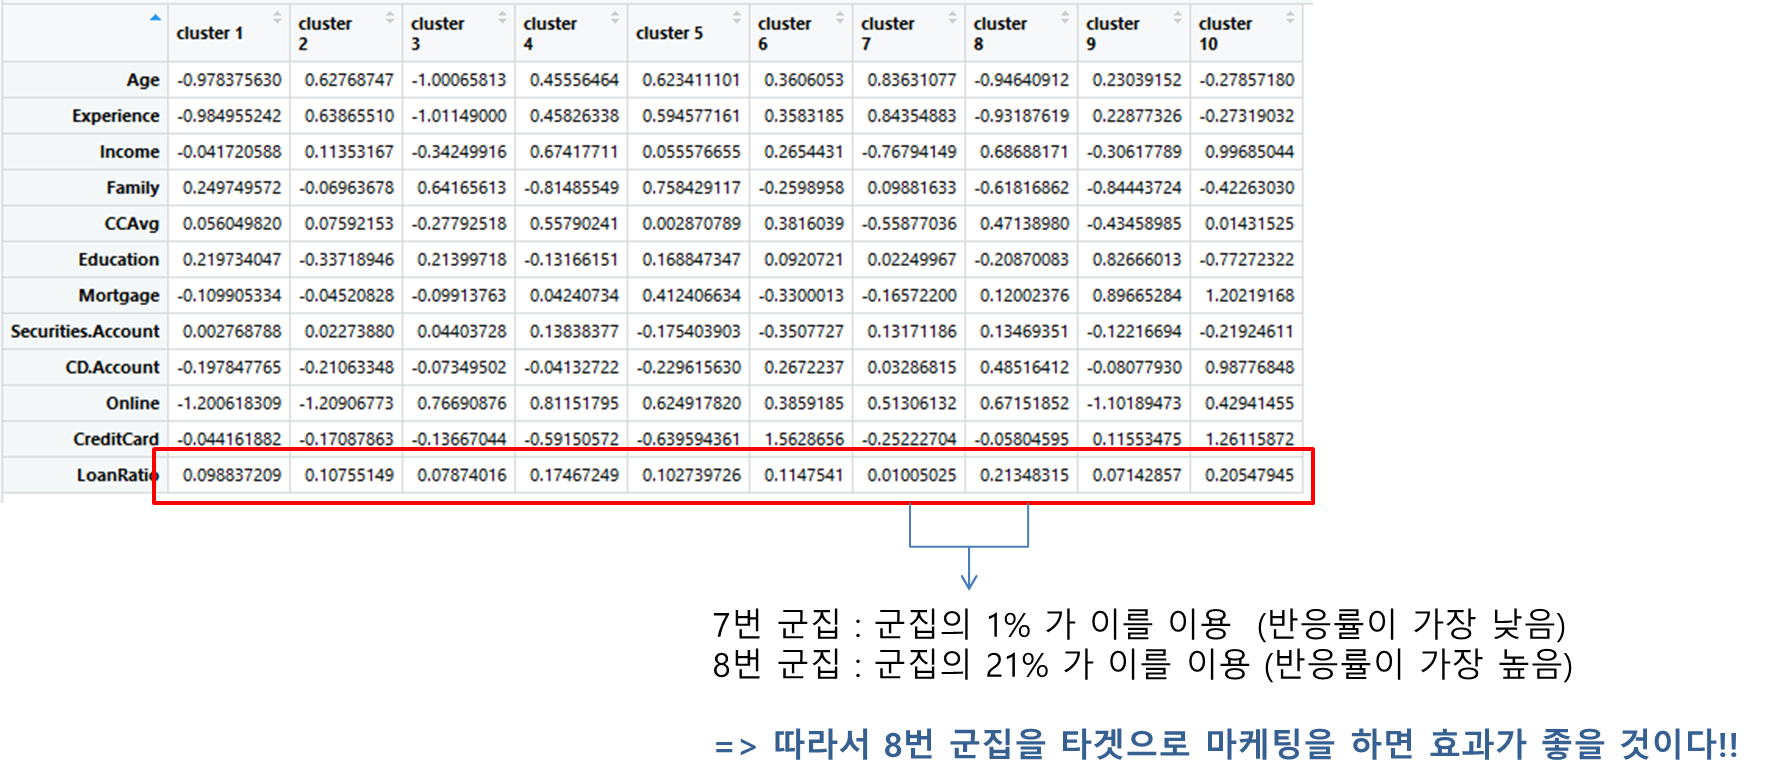 cluster 1 cluster 2 cluster 3 cluster 4 cluster 5 cluster 6 cluster 7 cluster 8 cluster 9 cluster 10
Age -0.978375630 0.62768747 -1.00065813 0.45556464 0.623411101 0.3606053 0.83631077 -0.94640912 0.23039152 -0.27857180
Experience -0.984955242 0.63865510 -1.01149000 0.45826338 0.594577161 0.3583185 0.84354883 -0.93187619 0.22877326 -0.27319032
Income -0.041720588 0.11353167 -0.34249916 0.67417711 0.055576655 0.2654431 -0.76794149 0.68688171 -0.30617789 0.99685044
Family 0.249749572 -0.06963678 0.64165613 -0.81485549 0.758429117 -0.2598958 0.09881633 -0.61816862 -0.84443724 -0.42263030
CCAvg 0.056049820 0.07592153 -0.27792518 0.55790241 0.002870789 0.3816039 -0.55877036 0.47138980 -0.43458985 0.01431525
Education 0.219734047 -0.33718946 0.21399718 -0.13166151 0.168847347 0.0920721 0.02249967 -0.20870083 0.82666013 -0.77272322
Mortgage -0.109905334 -0.04520828 -0.09913763 0.04240734 0.412406634 -0.3300013 -0.16572200 0.12002376 0.89665284 1.20219168
Securities.Account 0.002768788 0.02273880 0.04403728 0.13838377 -0.175403903 -0.3507727 0.13171186 0.13469351 -0.12216694 -0.21924611
CD.Account -0.197847765 -0.21063348 -0.07349502 -0.04132722 -0.229615630 0.2672237 0.03286815 0.48516412 -0.08077930 0.98776848
Online -1.200618309 -1.20906773 0.76690876 0.81151795 0.624917820 0.3859185 0.51306132 0.67151852 -1.10189473 0.42941455
CreditCard -0.044161882 -0.17087863 -0.13667044 -0.59150572 -0.639594361 1.5628656 -0.25222704 -0.05804595 0.11553475 1.26115872
LoanRatio 0.098837209 0.10755149 0.07874016 0.17467249 0.102739726 0.1147541 0.01005025 0.21348315 0.07142857 0.20547945
7번 군집 : 군집의 1% 가 이를 이용 (반응률이 가장 낮음)
8번 군집 : 군집의 21% 가 이를 이용 (반응률이 가장 높음)
=> 따라서 8번 군집을 타겟으로 마케팅을 하면 효과가 좋을 것이다!!